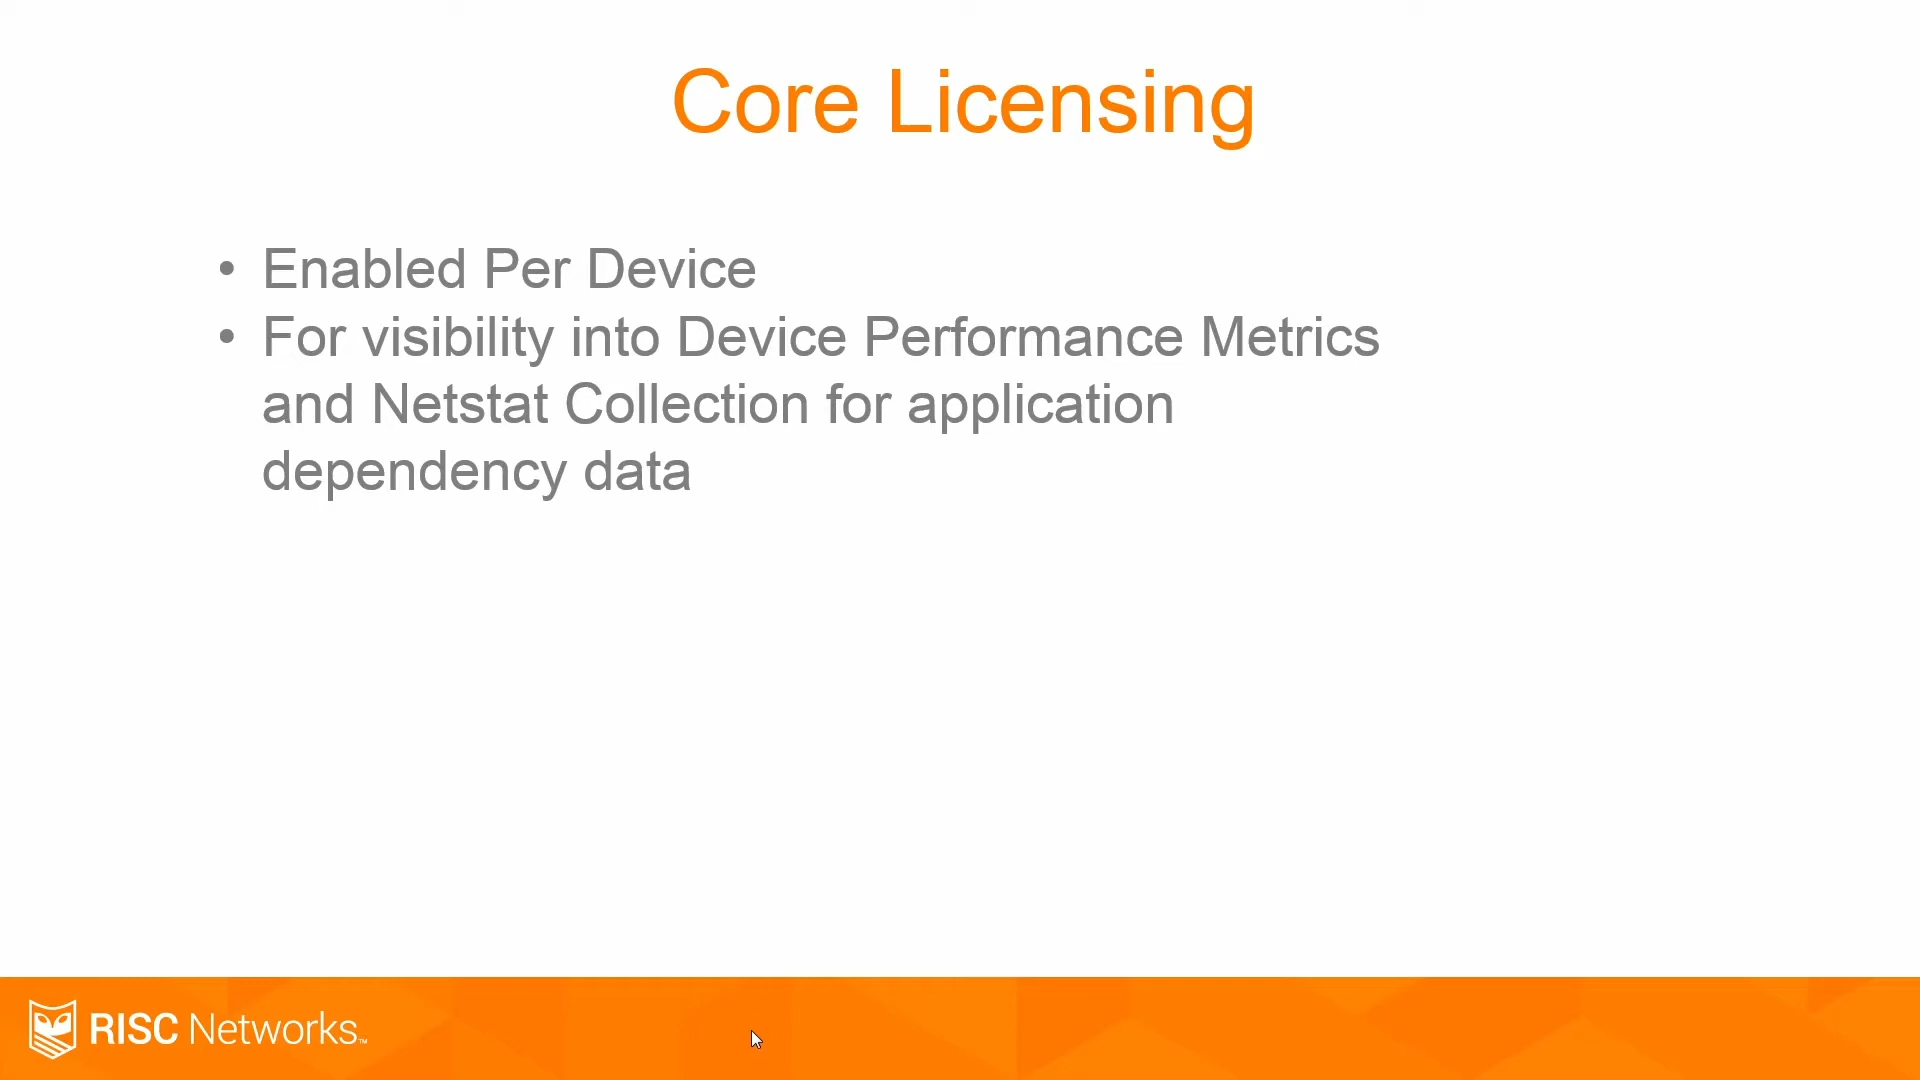 Core Licensing
• Enabled Per Device
• For visibility into Device Performance Metrics
and Netstat Collection for application
dependency data
RISC Networks™